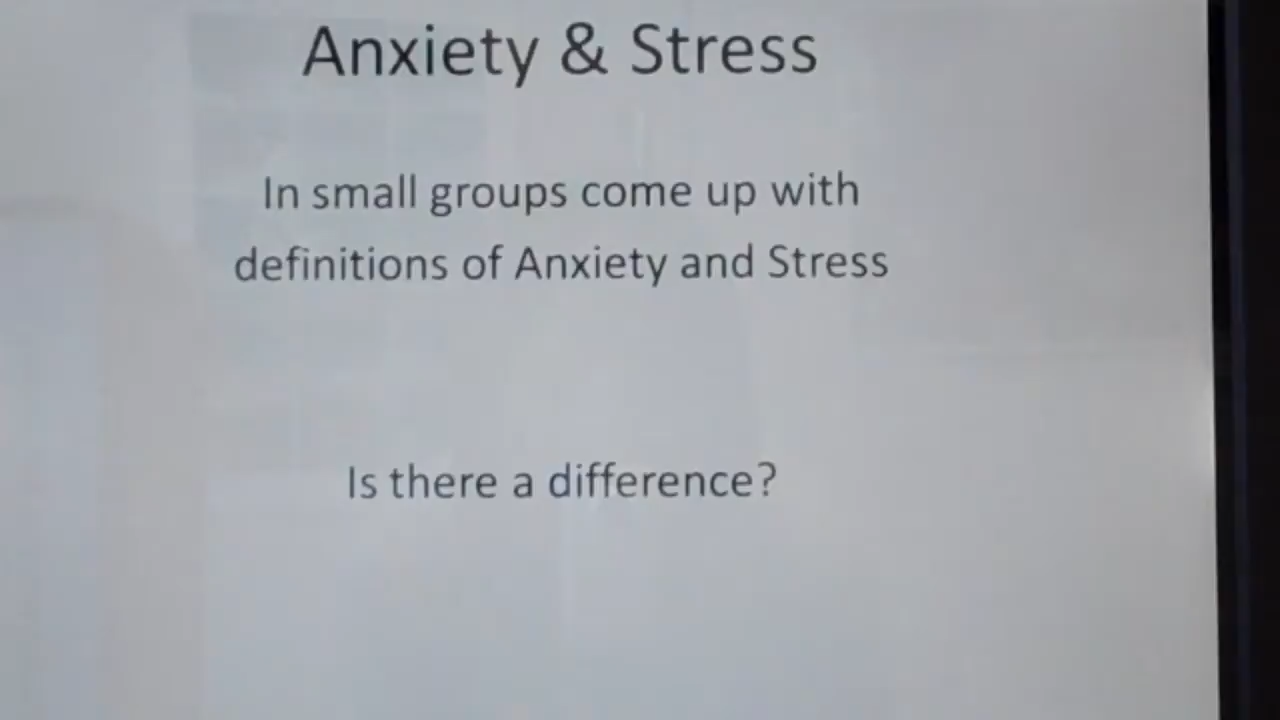 Anxiety & Stress
In small groups come up with
definitions of Anxiety and Stress
Is there a difference?